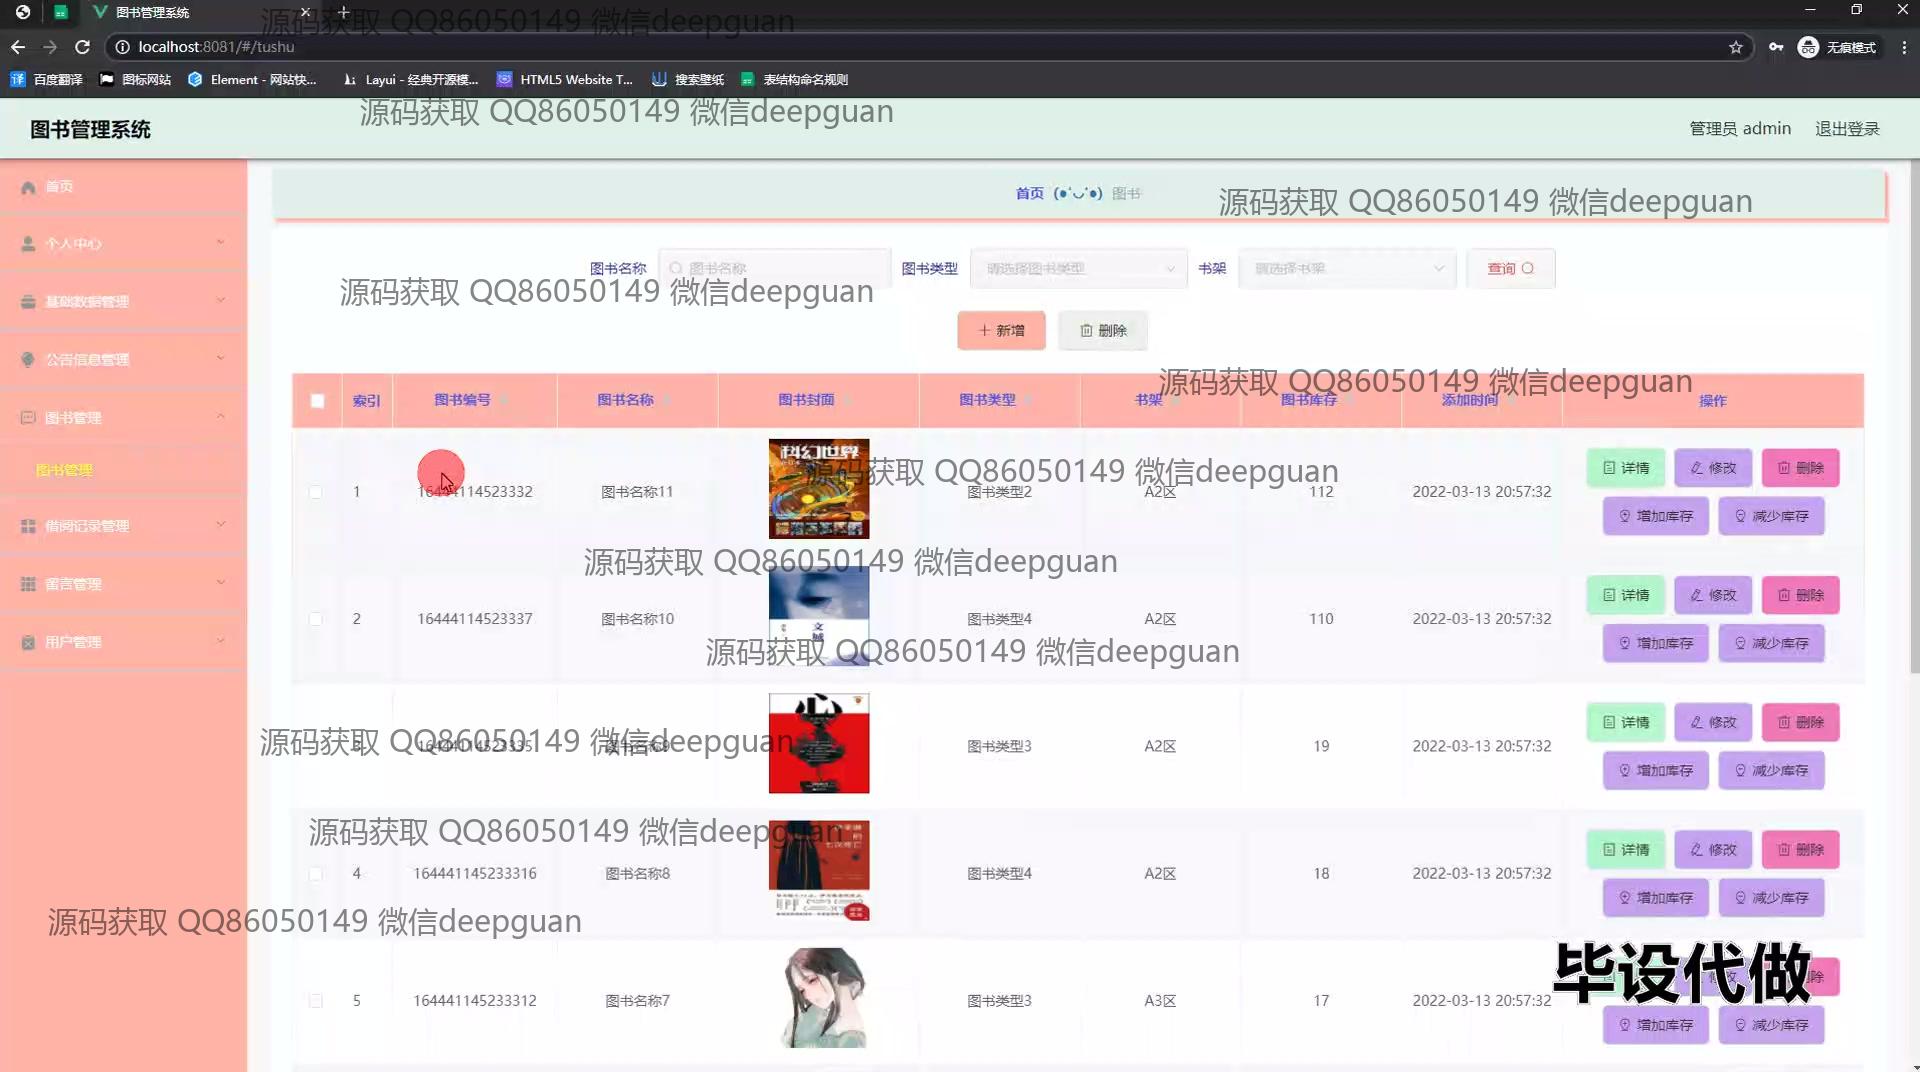 图书管理系统
localhost:8081/#/tushu
无痕模式
百度翻译
图标网站
Element - 网站快...
Layui - 经典开源模...
HTML5 Website T...
搜索壁纸
表结构命名规则
源码获取 QQ86050149 微信deepguan
源码获取 QQ86050149 微信deepguan
图书管理系统
管理员 admin
退出登录
首页
个人中心
基础数据管理
公告信息管理
图书管理
图书管理
借阅记录管理
留言管理
用户管理
首页 (●'◡'●) 图书
源码获取 QQ86050149 微信deepguan
图书名称 图书名称 图书类型 请选择图书类型 书架 请选择书架 查询
源码获取 QQ86050149 微信deepguan
新增 删除
源码获取 QQ86050149 微信deepguan
索引 图书编号 图书名称 图书封面 图书类型 书架 图书库存 添加时间 操作
科幻世界
源码获取 QQ86050149 微信deepguan
1 16444114523332 图书名称11 图书类型2 A2区 112 2022-03-13 20:57:32 详情 修改 删除
增加库存 减少库存
源码获取 QQ86050149 微信deepguan
2 16444114523337 图书名称10 图书类型4 A2区 110 2022-03-13 20:57:32 详情 修改 删除
文城
增加库存 减少库存
源码获取 QQ86050149 微信deepguan
心
3 16444114523335 图书名称9 图书类型3 A2区 19 2022-03-13 20:57:32 详情 修改 删除
增加库存 减少库存
源码获取 QQ86050149 微信deepguan
源码获取 QQ86050149 微信deepguan
4 164441145233316 图书名称8 图书类型4 A2区 18 2022-03-13 20:57:32 详情 修改 删除
增加库存 减少库存
源码获取 QQ86050149 微信deepguan
5 164441145233312 图书名称7 图书类型3 A3区 17 2022-03-13 20:57:32
毕设代做
增加库存 减少库存